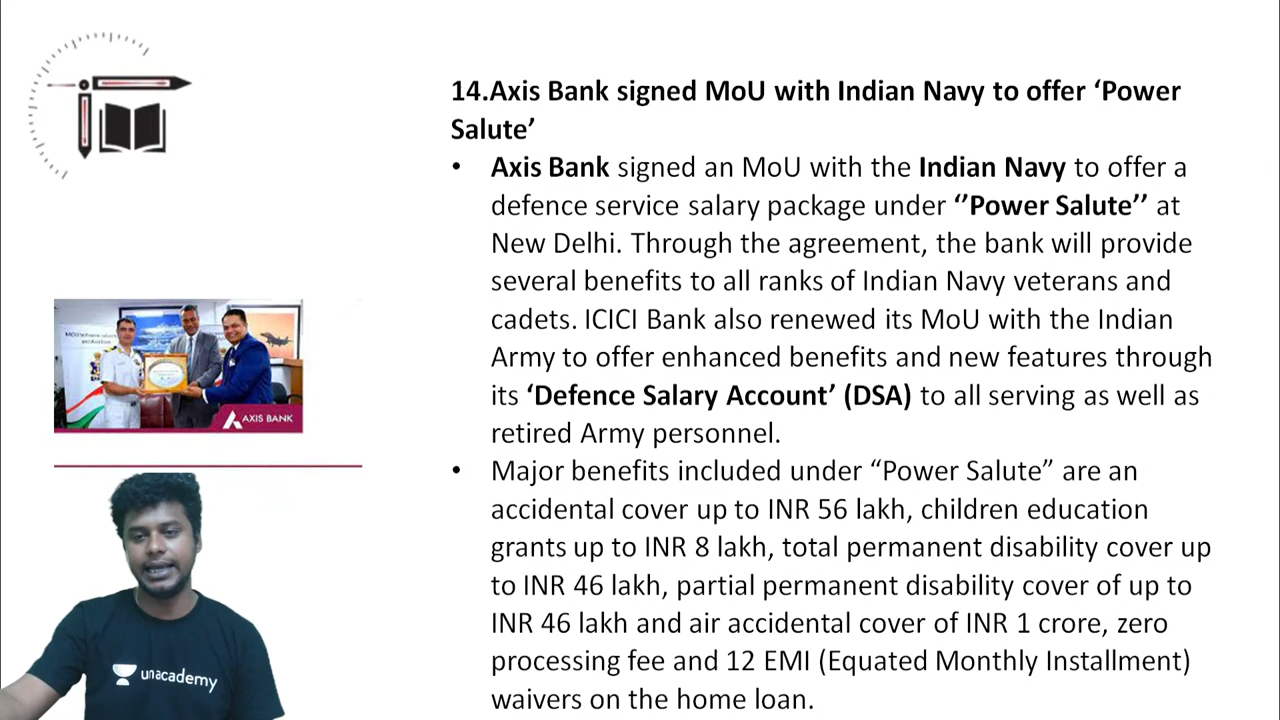 14.Axis Bank signed MoU with Indian Navy to offer ‘Power
Salute’
• Axis Bank signed an MoU with the Indian Navy to offer a
defence service salary package under ‘’Power Salute’’ at
New Delhi. Through the agreement, the bank will provide
several benefits to all ranks of Indian Navy veterans and
cadets. ICICI Bank also renewed its MoU with the Indian
Army to offer enhanced benefits and new features through
its ‘Defence Salary Account’ (DSA) to all serving as well as
retired Army personnel.
• Major benefits included under “Power Salute” are an
accidental cover up to INR 56 lakh, children education
grants up to INR 8 lakh, total permanent disability cover up
to INR 46 lakh, partial permanent disability cover of up to
INR 46 lakh and air accidental cover of INR 1 crore, zero
processing fee and 12 EMI (Equated Monthly Installment)
waivers on the home loan.
AXIS BANK
unacademy